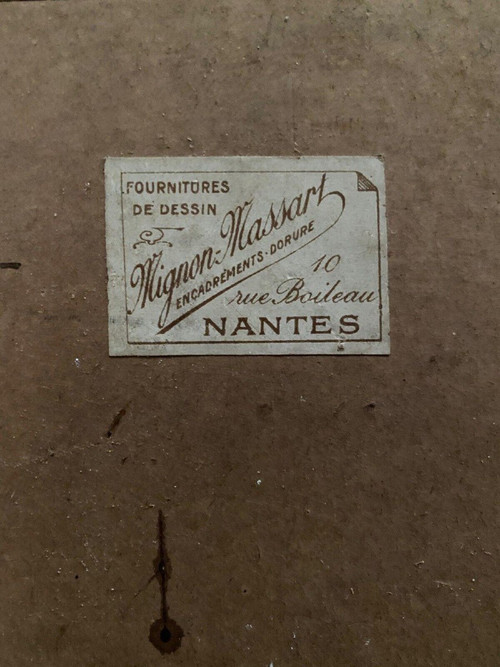 FOURNITURES
DE DESSIN
Mignon-Massart
ENCADREMENTS-DORURE
10
rue Boileau
NANTES